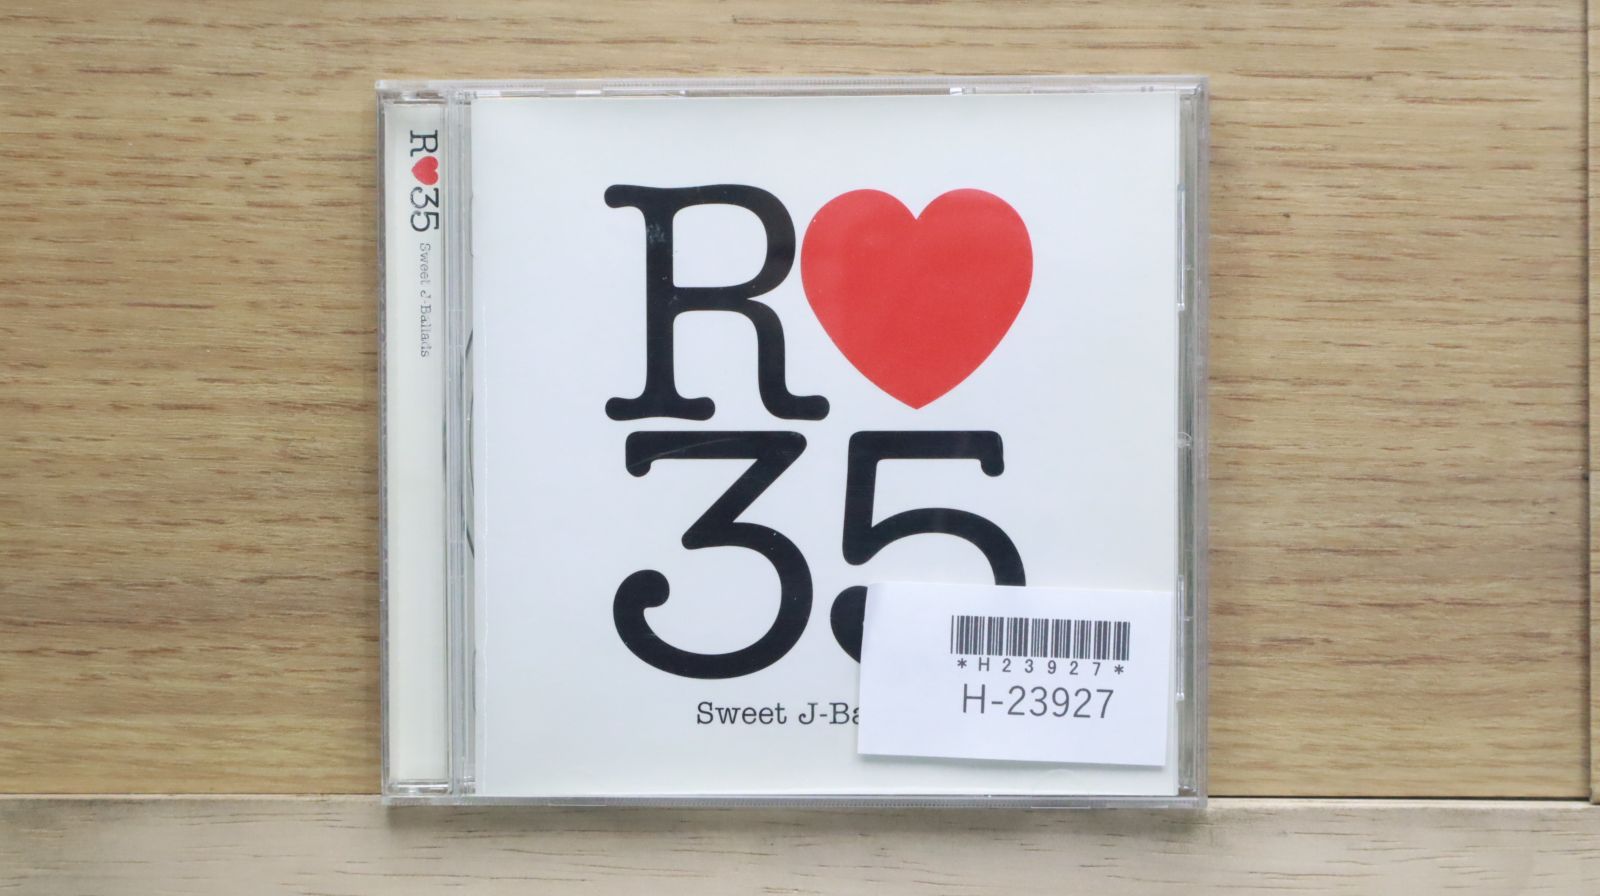 R♥35 Sweet J-Ballads
R♥
35
Sweet J-Ba
*H23927*
H-23927